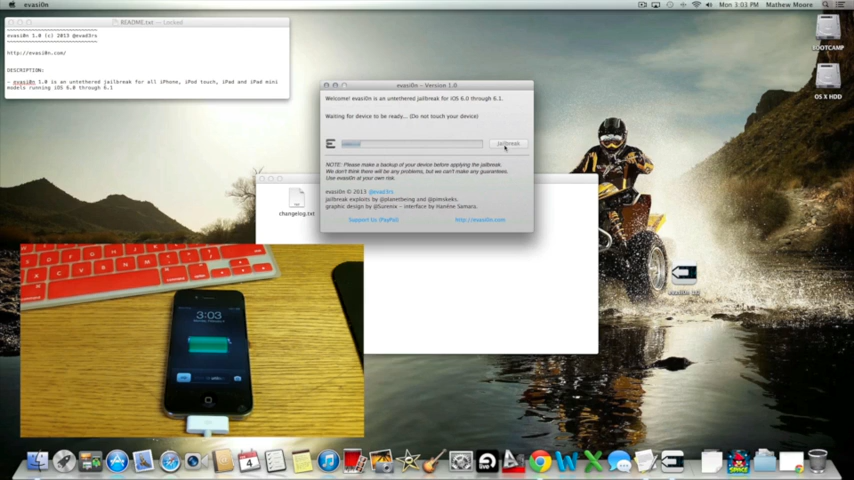 evasi0n
Mon 3:03 PM Mathew Moore
README.txt — Locked
evasi0n 1.0 (c) 2013 @evad3rs
http://evasi0n.com/
DESCRIPTION:
- evasi0n 1.0 is an untethered jailbreak for all iPhone, iPod touch, iPad and iPad mini
models running iOS 6.0 through 6.1
BOOTCAMP
OS X HDD
evasi0n - Version 1.0
Welcome! evasi0n is an untethered jailbreak for iOS 6.0 through 6.1.
Waiting for device to be ready... (Do not touch your device)
Jailbreak
NOTE: Please make a backup of your device before applying the jailbreak.
We don't think there will be any problems, but we can't make any guarantees.
Use evasi0n at your own risk.
evasi0n © 2013 @evad3rs
jailbreak exploits by @planetbeing and @pimskeks.
graphic design by @Surenix - interface by Hanéne Samara.
Support us (PayPal)
http://evasi0n.com
changelog.txt
3:03
4
live
SPACE